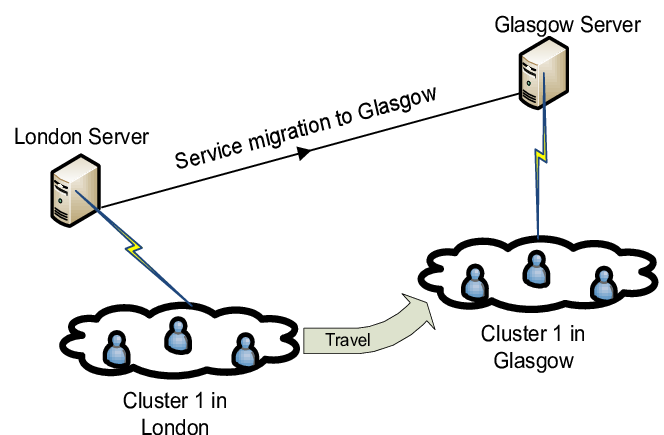 Glasgow Server
London Server
Service migration to Glasgow
Travel
Cluster 1 in
Glasgow
Cluster 1 in
London